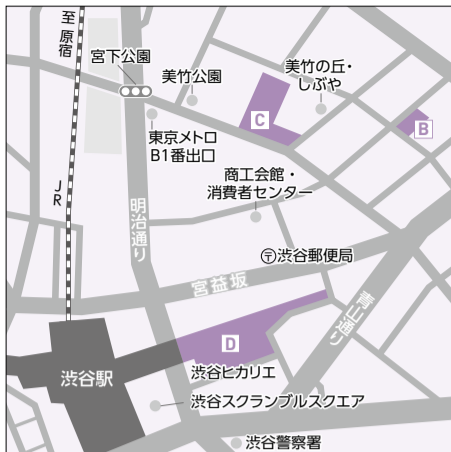 至 原宿
宮下公園
美竹公園
美竹の丘・
しぶや
C
B
東京メトロ
B1番出口
JR
明治通り
商工会館・
消費者センター
〒渋谷郵便局
宮益坂
青山通り
D
渋谷駅
渋谷ヒカリエ
渋谷スクランブルスクエア
渋谷警察署